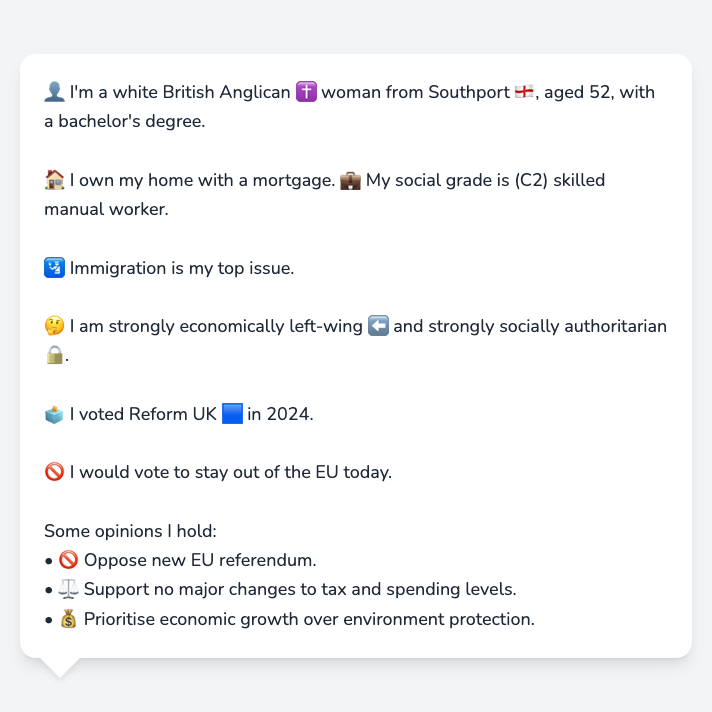 👤 I'm a white British Anglican ✝️ woman from Southport 🏴󠁧󠁢󠁥󠁮󠁧󠁿, aged 52, with
a bachelor's degree.
🏠 I own my home with a mortgage. 💼 My social grade is (C2) skilled
manual worker.
🛂 Immigration is my top issue.
🤔 I am strongly economically left-wing ⬅️ and strongly socially authoritarian
🔒.
🗳️ I voted Reform UK 🟦 in 2024.
🚫 I would vote to stay out of the EU today.
Some opinions I hold:
• 🚫 Oppose new EU referendum.
• ⚖️ Support no major changes to tax and spending levels.
• 💰 Prioritise economic growth over environment protection.